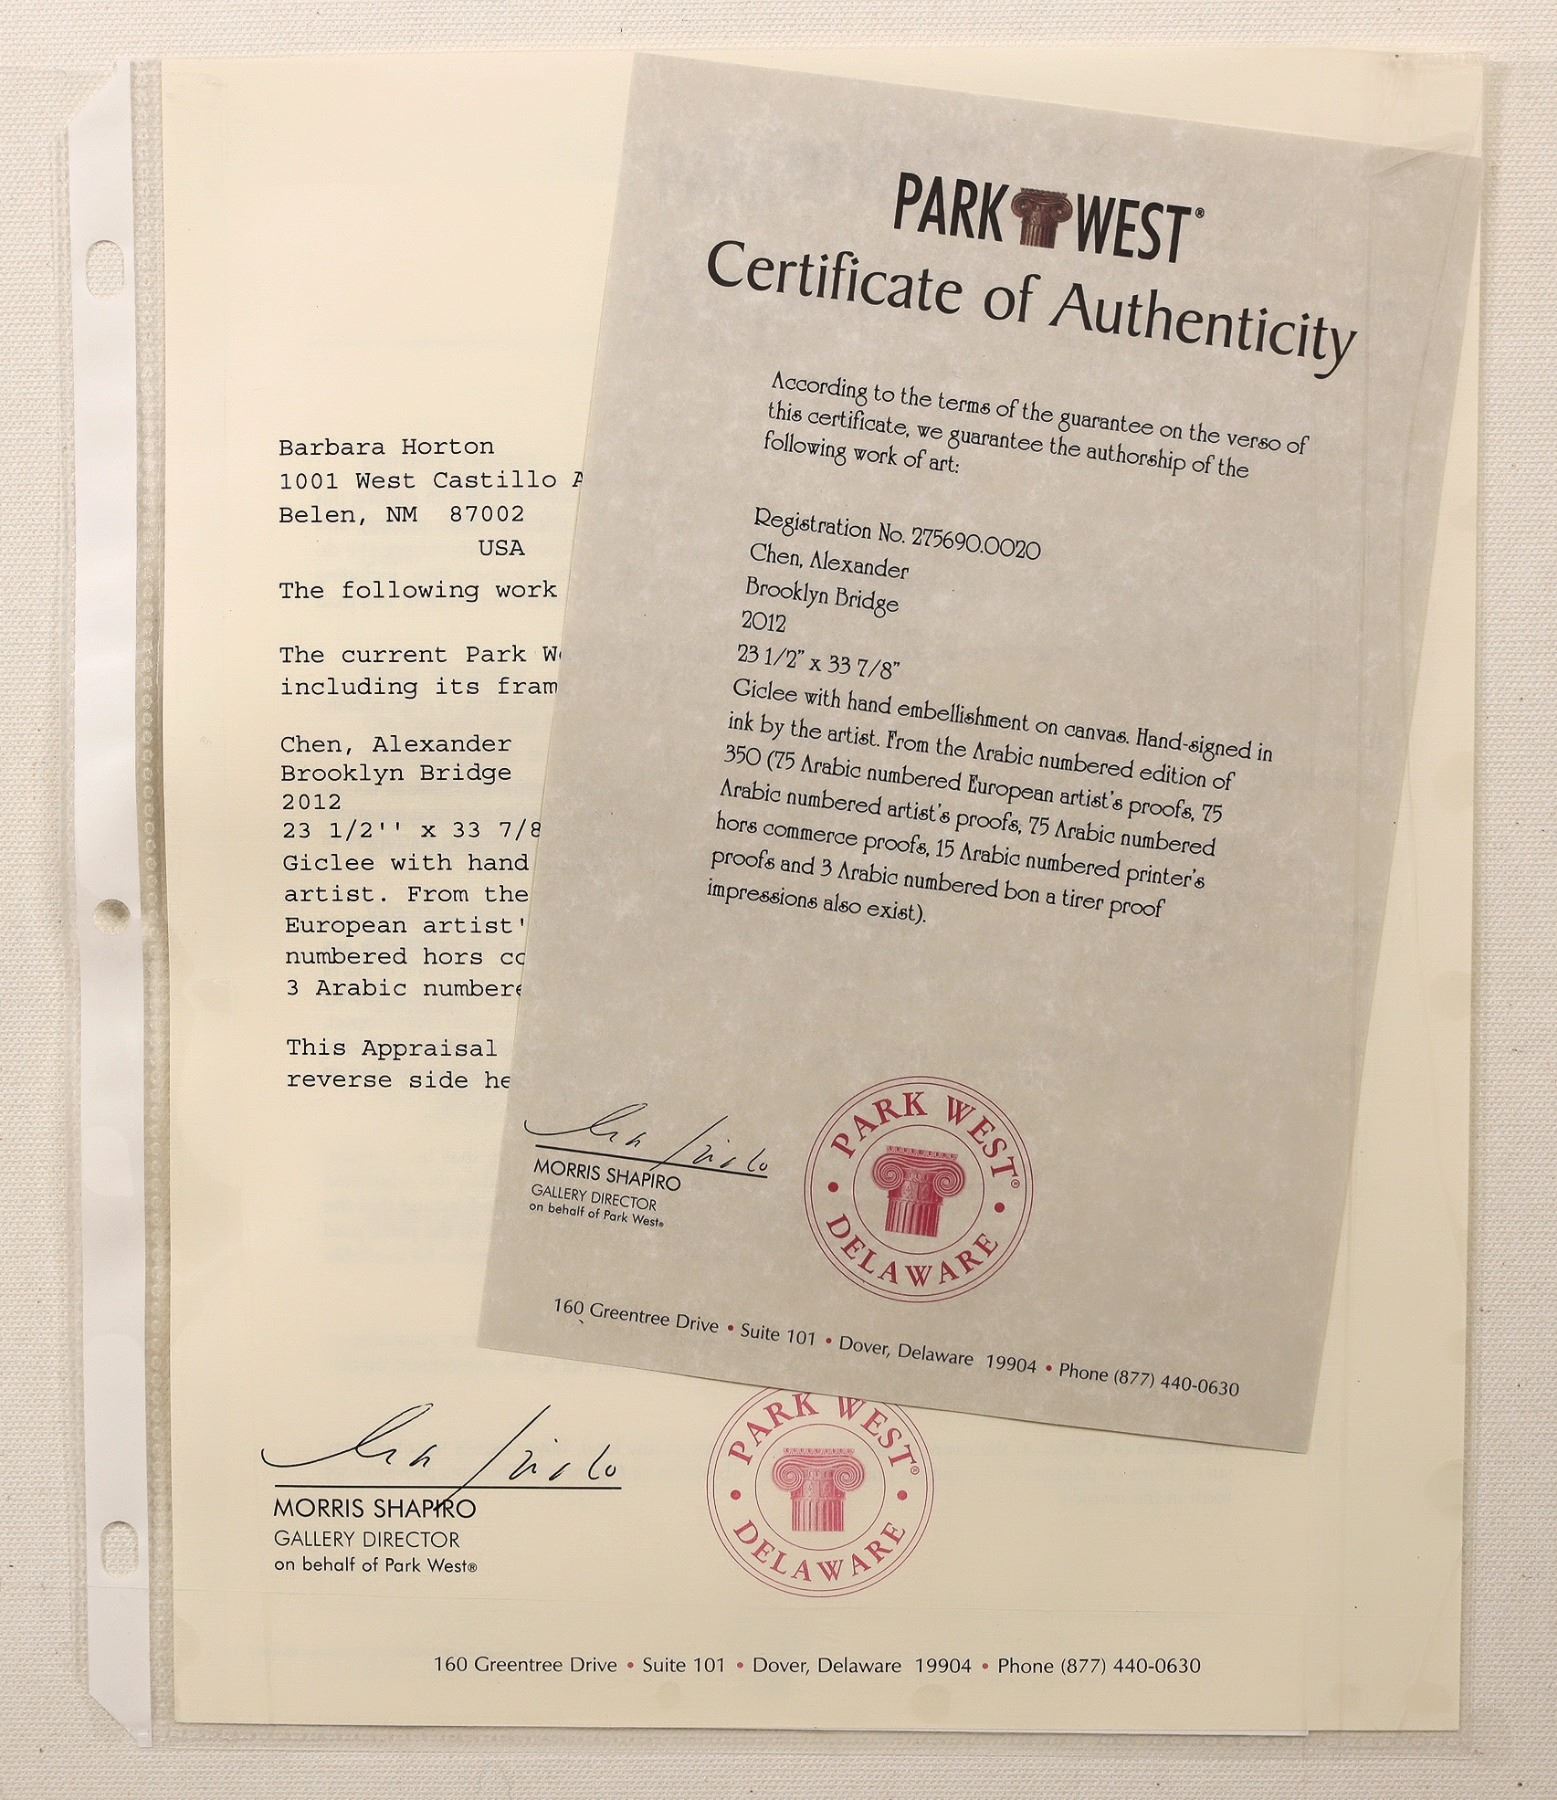 PARK WEST®
Certificate of Authenticity
According to the terms of the guarantee on the verso of
this certificate, we guarantee the authorship of the
following work of art:
Registration No. 275690.0020
Chen, Alexander
Brooklyn Bridge
2012
23 1/2” x 33 7/8”
Giclee with hand embellishment on canvas. Hand-signed in
ink by the artist. From the Arabic numbered edition of
350 (75 Arabic numbered European artist's proofs, 75
Arabic numbered artist's proofs, 75 Arabic numbered
hors commerce proofs, 15 Arabic numbered printer's
proofs and 3 Arabic numbered bon a tirer proof
impressions also exist).
MORRIS SHAPIRO
GALLERY DIRECTOR
on behalf of Park West®
PARK WEST®
• DELAWARE •
160 Greentree Drive • Suite 101 • Dover, Delaware 19904 • Phone (877) 440-0630
Barbara Horton
1001 West Castillo
Belen, NM 87002
USA
The following work
The current Park
including its
Chen, Alexander
Brooklyn Bridge
2012
23 1/2'' x 33 7/8
Giclee with hand
artist. From the
European artist'
numbered hors
3 Arabic
This Appraisal
reverse side
MORRIS SHAPIRO
GALLERY DIRECTOR
on behalf of Park West®
PARK WEST®
• DELAWARE •
160 Greentree Drive • Suite 101 • Dover, Delaware 19904 • Phone (877) 440-0630